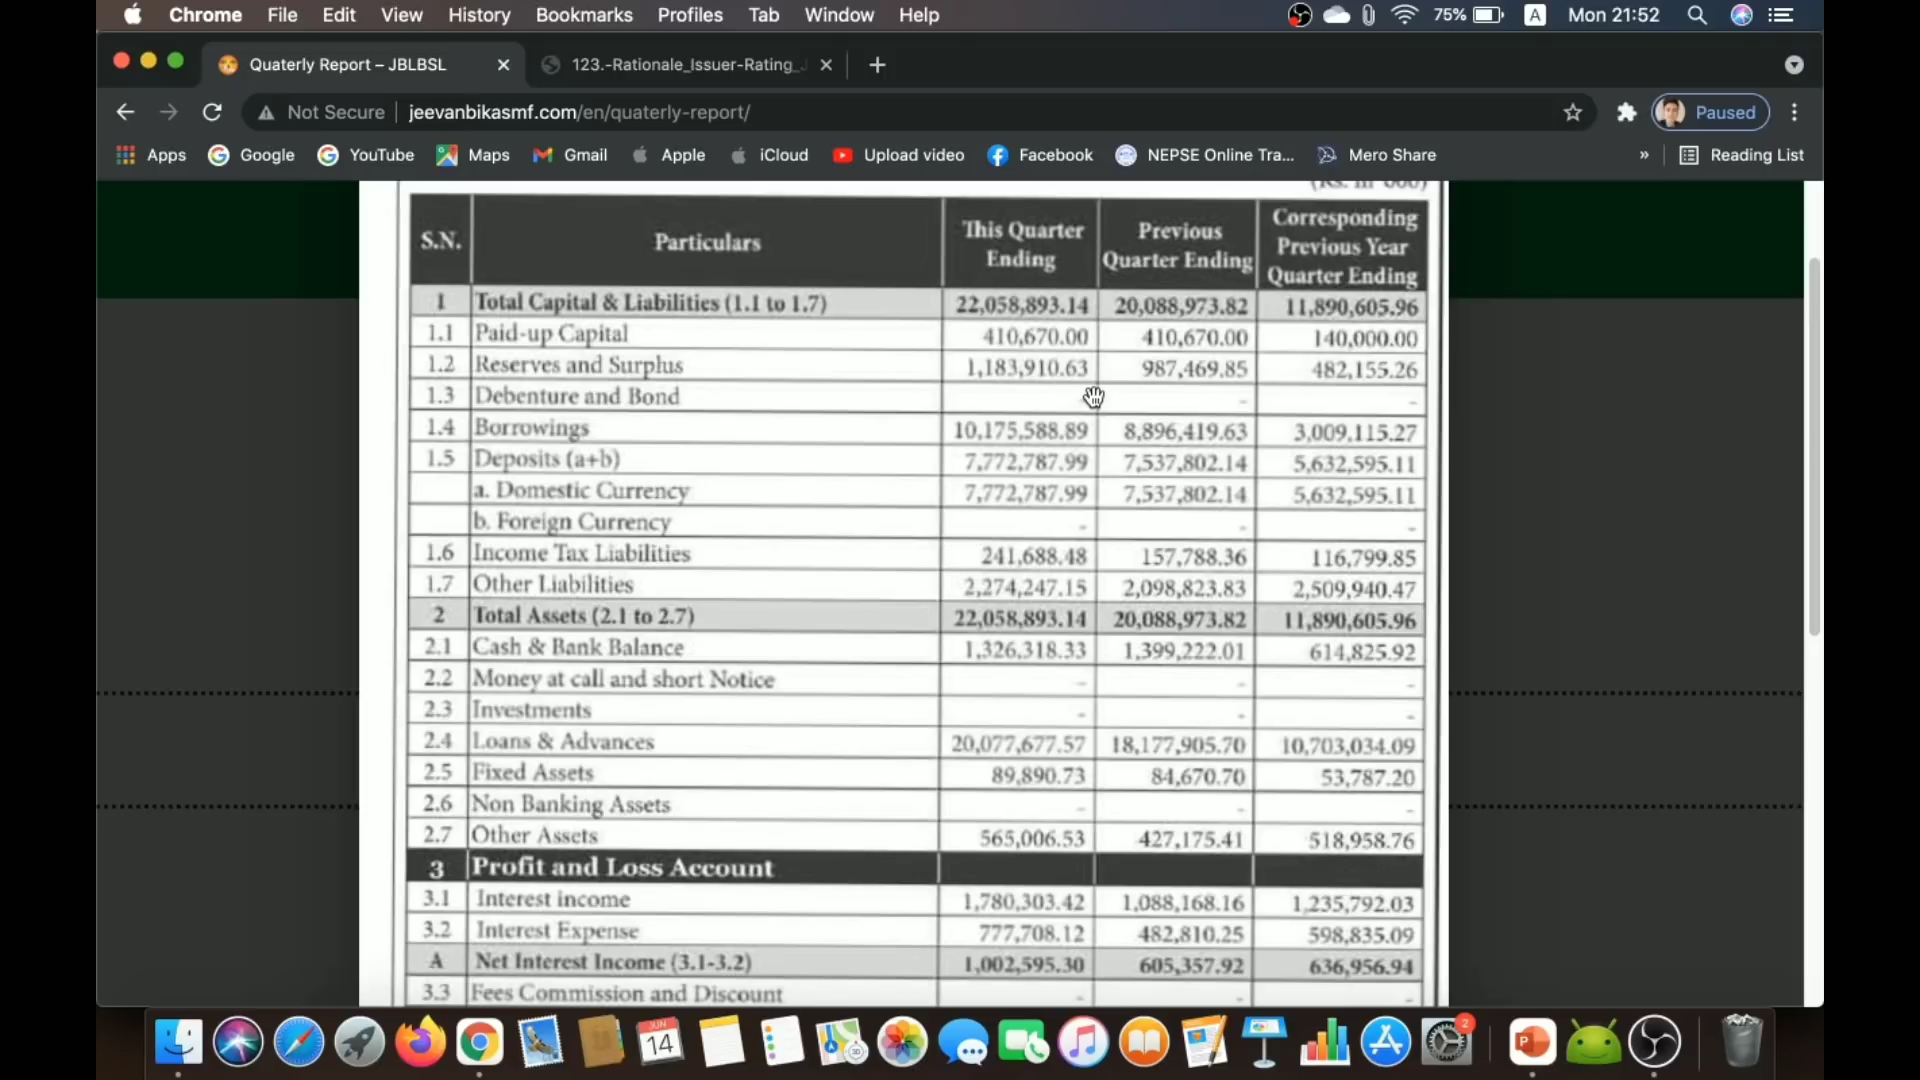 Chrome File Edit View History Bookmarks Profiles Tab Window Help 75% A Mon 21:52
Quaterly Report – JBLBSL 123.-Rationale_Issuer-Rating_
Not Secure jeevanbikasmf.com/en/quaterly-report/ Paused
Apps Google YouTube Maps Gmail Apple iCloud Upload video Facebook NEPSE Online Tra... Mero Share » Reading List
S.N. Particulars This Quarter Ending Previous Quarter Ending Corresponding Previous Year Quarter Ending
1 Total Capital & Liabilities (1.1 to 1.7) 22,058,893.14 20,088,973.82 11,890,605.96
1.1 Paid-up Capital 410,670.00 410,670.00 140,000.00
1.2 Reserves and Surplus 1,183,910.63 987,469.85 482,155.26
1.3 Debenture and Bond - -
1.4 Borrowings 10,175,588.89 8,896,419.63 3,009,115.27
1.5 Deposits (a+b) 7,772,787.99 7,537,802.14 5,632,595.11
a. Domestic Currency 7,772,787.99 7,537,802.14 5,632,595.11
b. Foreign Currency - - -
1.6 Income Tax Liabilities 241,688.48 157,788.36 116,799.85
1.7 Other Liabilities 2,274,247.15 2,098,823.83 2,509,940.47
2 Total Assets (2.1 to 2.7) 22,058,893.14 20,088,973.82 11,890,605.96
2.1 Cash & Bank Balance 1,326,318.33 1,399,222.01 614,825.92
2.2 Money at call and short Notice - - -
2.3 Investments - - -
2.4 Loans & Advances 20,077,677.57 18,177,905.70 10,703,034.09
2.5 Fixed Assets 89,890.73 84,670.70 53,787.20
2.6 Non Banking Assets - - -
2.7 Other Assets 565,006.53 427,175.41 518,958.76
3 Profit and Loss Account
3.1 Interest income 1,780,303.42 1,088,168.16 1,235,792.03
3.2 Interest Expense 777,708.12 482,810.25 598,835.09
A Net Interest Income (3.1-3.2) 1,002,595.30 605,357.92 636,956.94
3.3 Fees Commission and Discount - - -
JUN
14
2